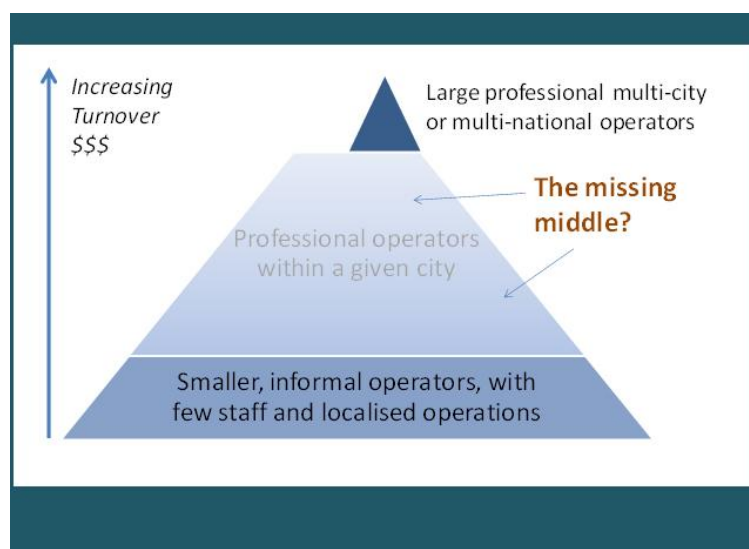 Increasing
Turnover
$$$
Large professional multi-city
or multi-national operators
The missing
middle?
Professional operators
within a given city
Smaller, informal operators, with
few staff and localised operations